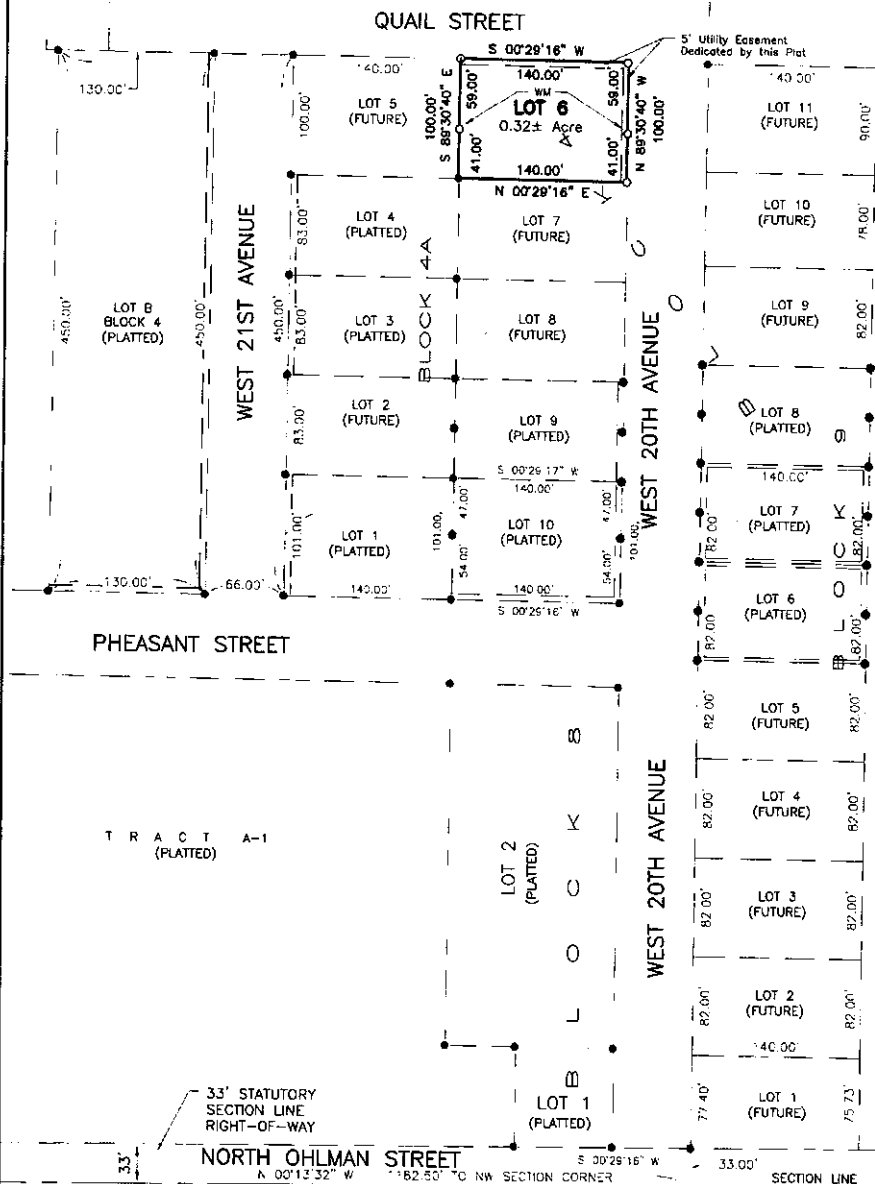 QUAIL STREET
S 00°29'16" W
5' Utility Easement
Dedicated by this Plat
130.00'
140.00'
140.00'
140.00'
100.00'
LOT 5
(FUTURE)
100.00'
S 89°30'40" E
59.00'
WM
LOT 6
0.32± Acre
59.00'
N 89°30'40" W
100.00'
LOT 11
(FUTURE)
90.00'
41.00'
140.00'
41.00'
N 00°29'16" E
LOT 4
(PLATTED)
83.00'
LOT 7
(FUTURE)
LOT 10
(FUTURE)
78.00'
WEST 21ST AVENUE
BLOCK 4A
LOT B
BLOCK 4
(PLATTED)
450.00'
450.00'
450.00'
83.00'
LOT 3
(PLATTED)
LOT 8
(FUTURE)
WEST 20TH AVENUE
LOT 9
(FUTURE)
82.00'
LOT 2
(FUTURE)
83.00'
LOT 9
(PLATTED)
LOT 8
(PLATTED)
BLOCK 9
S 00°29'17" W
140.00'
140.00'
101.00'
LOT 1
(PLATTED)
101.00'
47.00'
54.00'
LOT 10
(PLATTED)
47.00'
54.00'
101.00'
82.00'
LOT 7
(PLATTED)
82.00'
130.00'
66.00'
140.00'
140.00'
S 00°29'16" W
82.00'
LOT 6
(PLATTED)
82.00'
PHEASANT STREET
82.00'
LOT 5
(FUTURE)
82.00'
BLOCK 8
TRACT A-1
(PLATTED)
LOT 2
(PLATTED)
WEST 20TH AVENUE
82.00'
LOT 4
(FUTURE)
82.00'
82.00'
LOT 3
(FUTURE)
82.00'
82.00'
LOT 2
(FUTURE)
82.00'
140.00'
33' STATUTORY
SECTION LINE
RIGHT-OF-WAY
LOT 1
(PLATTED)
77.40'
LOT 1
(FUTURE)
75.73'
33'
NORTH OHLMAN STREET
S 00°29'16" W
33.00'
N 00°13'32" W
TO NW SECTION CORNER
SECTION LINE